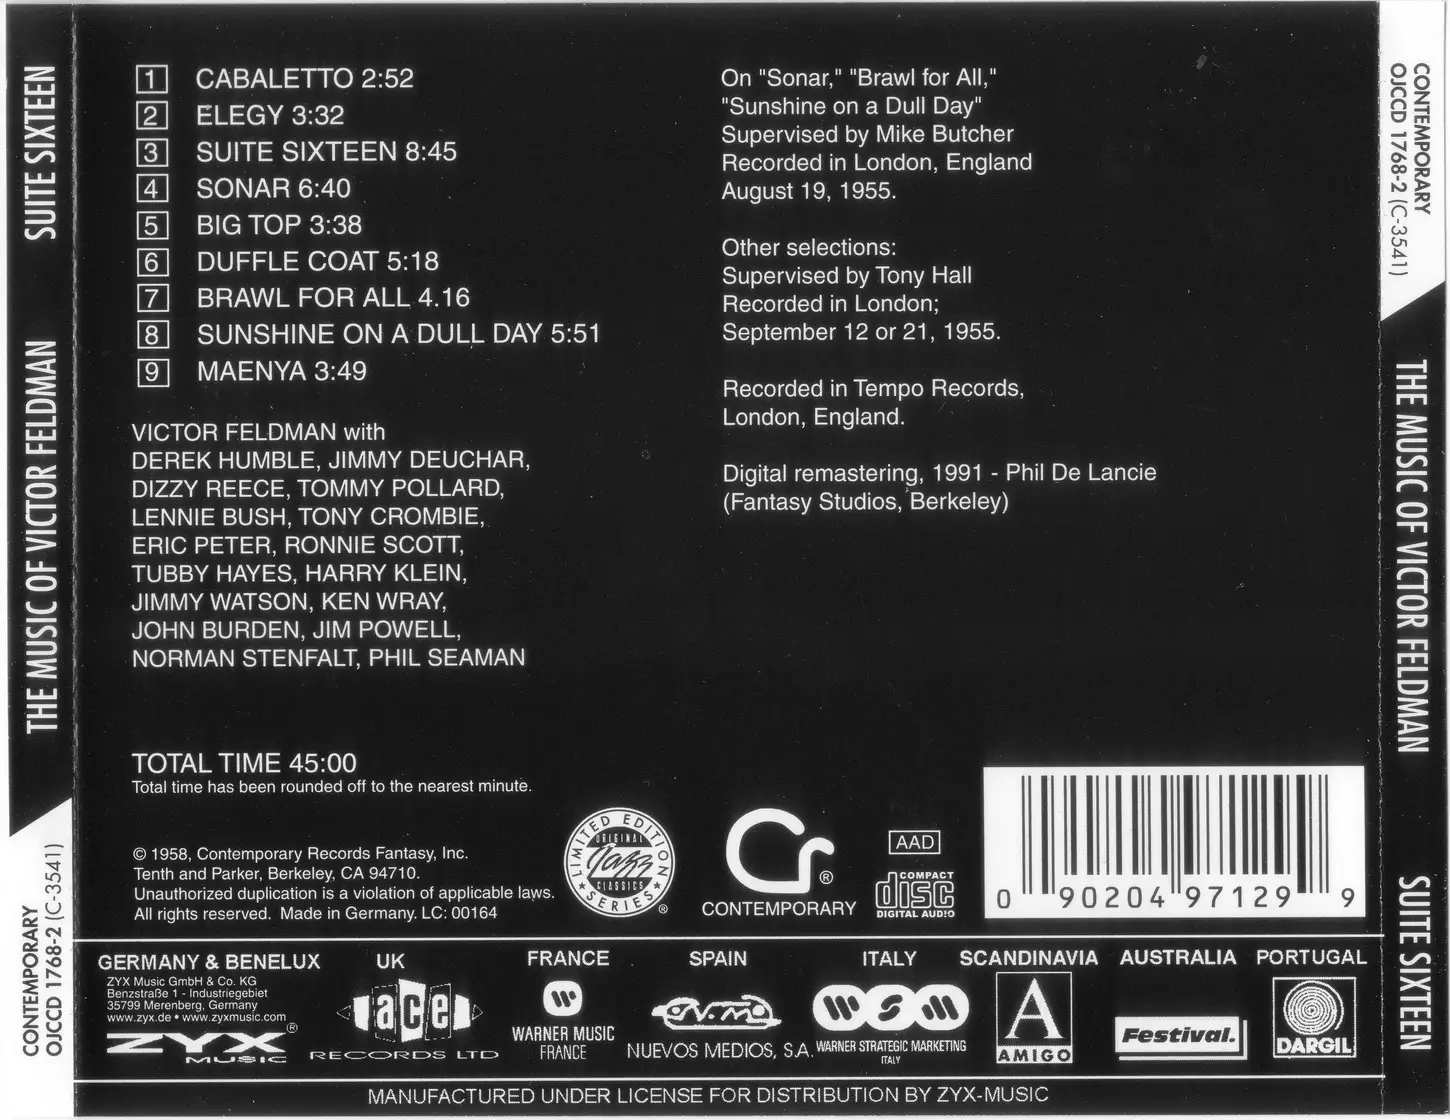 SUITE SIXTEEN
THE MUSIC OF VICTOR FELDMAN
CONTEMPORARY
OJCCD 1768-2 (C-3541)
1 CABALETTO 2:52
2 ELEGY 3:32
3 SUITE SIXTEEN 8:45
4 SONAR 6:40
5 BIG TOP 3:38
6 DUFFLE COAT 5:18
7 BRAWL FOR ALL 4.16
8 SUNSHINE ON A DULL DAY 5:51
9 MAENYA 3:49
VICTOR FELDMAN with
DEREK HUMBLE, JIMMY DEUCHAR,
DIZZY REECE, TOMMY POLLARD,
LENNIE BUSH, TONY CROMBIE,
ERIC PETER, RONNIE SCOTT,
TUBBY HAYES, HARRY KLEIN,
JIMMY WATSON, KEN WRAY,
JOHN BURDEN, JIM POWELL,
NORMAN STENFALT, PHIL SEAMAN
TOTAL TIME 45:00
Total time has been rounded off to the nearest minute.
© 1958, Contemporary Records Fantasy, Inc.
Tenth and Parker, Berkeley, CA 94710.
Unauthorized duplication is a violation of applicable laws.
All rights reserved. Made in Germany. LC: 00164
On "Sonar," "Brawl for All,"
"Sunshine on a Dull Day"
Supervised by Mike Butcher
Recorded in London, England
August 19, 1955.
Other selections:
Supervised by Tony Hall
Recorded in London;
September 12 or 21, 1955.
Recorded in Tempo Records,
London, England.
Digital remastering, 1991 - Phil De Lancie
(Fantasy Studios, Berkeley)
LIMITED EDITION
ORIGINAL
Jazz
CLASSICS
SERIES
®
Cr®
CONTEMPORARY
AAD
COMPACT
disc
DIGITAL AUDIO
0 90204 97129 9
GERMANY & BENELUX
ZYX Music GmbH & Co. KG
Benzstraße 1 - Industriegebiet
35799 Merenberg, Germany
www.zyx.de • www.zyxmusic.com
ZYX®
MUSIC
UK
ace
RECORDS LTD
FRANCE
WARNER MUSIC
FRANCE
SPAIN
n.m.
NUEVOS MEDIOS, S.A.
ITALY
WSM
WARNER STRATEGIC MARKETING
ITALY
SCANDINAVIA
A
AMIGO
AUSTRALIA
Festival.
PORTUGAL
DARGIL
MANUFACTURED UNDER LICENSE FOR DISTRIBUTION BY ZYX-MUSIC
CONTEMPORARY
OJCCD 1768-2 (C-3541)
THE MUSIC OF VICTOR FELDMAN
SUITE SIXTEEN